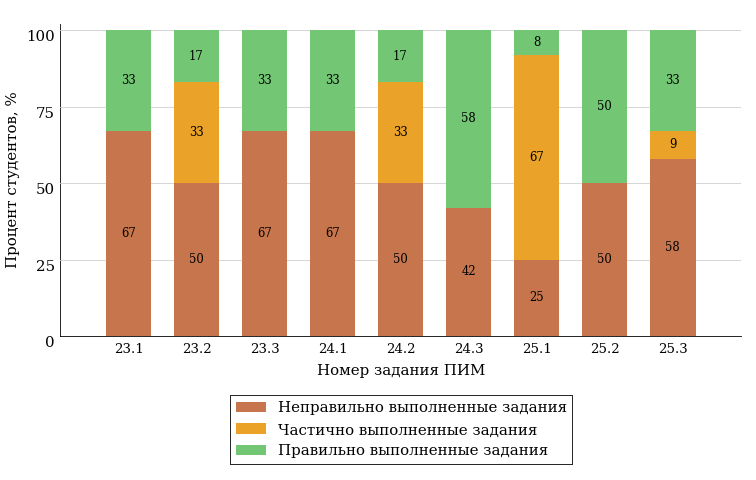 Процент студентов, %
100
75
50
25
0
33 17 33 33 17 58 8 50 33
33 33 67 9
67 50 67 67 50 42 25 50 58
23.1 23.2 23.3 24.1 24.2 24.3 25.1 25.2 25.3
Номер задания ПИМ
Неправильно выполненные задания
Частично выполненные задания
Правильно выполненные задания